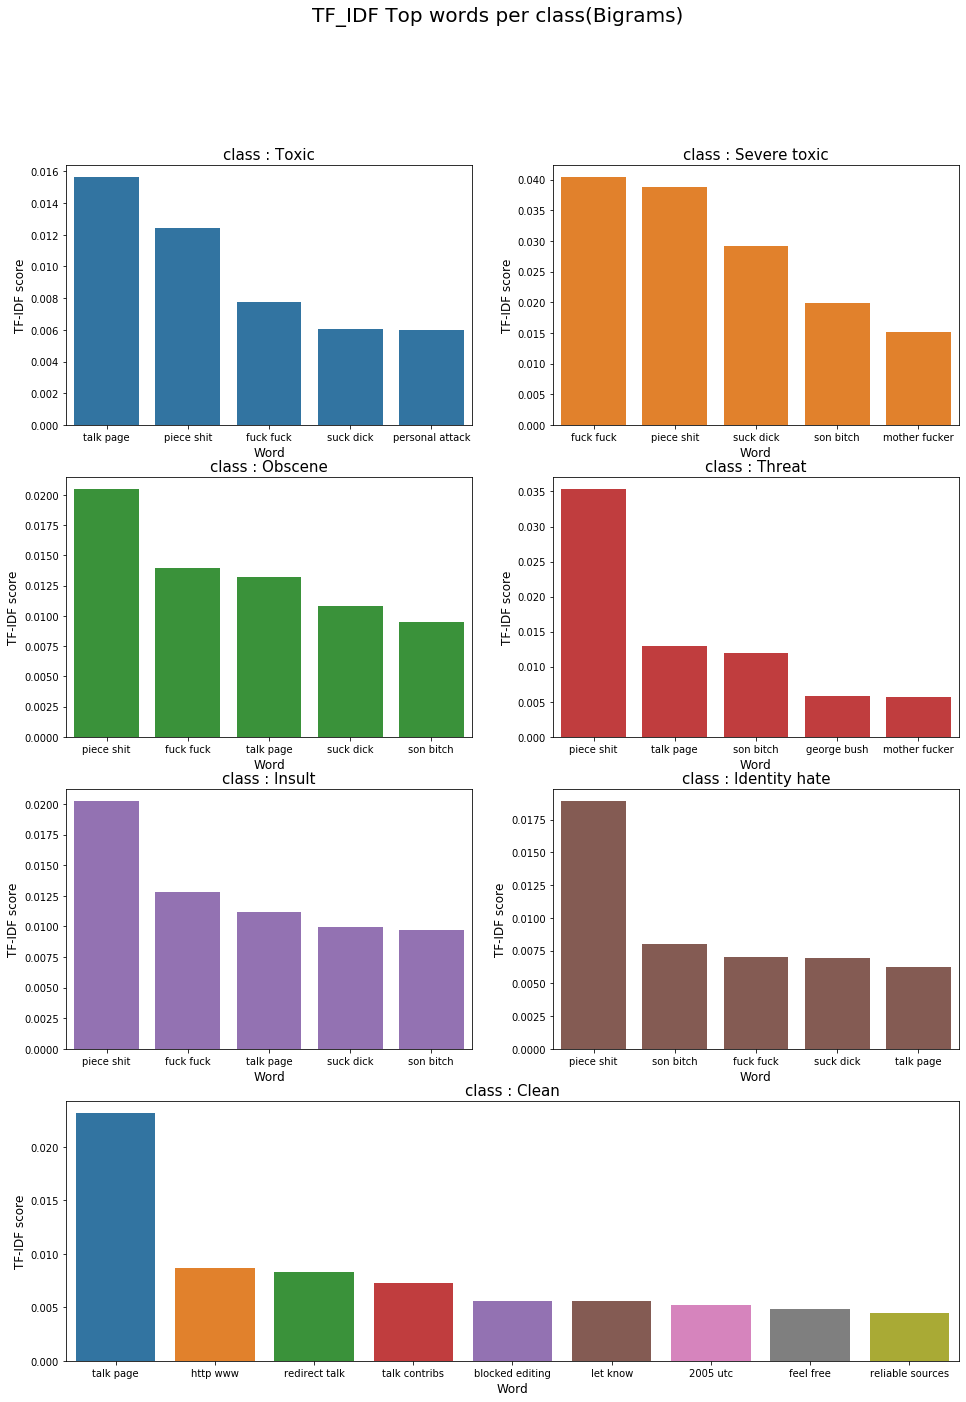 TF_IDF Top words per class(Bigrams)
class : Toxic
TF-IDF score
0.016
0.014
0.012
0.010
0.008
0.006
0.004
0.002
0.000
talk page piece shit fuck fuck suck dick personal attack
Word
class : Severe toxic
TF-IDF score
0.040
0.035
0.030
0.025
0.020
0.015
0.010
0.005
0.000
fuck fuck piece shit suck dick son bitch mother fucker
Word
class : Obscene
TF-IDF score
0.0200
0.0175
0.0150
0.0125
0.0100
0.0075
0.0050
0.0025
0.0000
piece shit fuck fuck talk page suck dick son bitch
Word
class : Threat
TF-IDF score
0.035
0.030
0.025
0.020
0.015
0.010
0.005
0.000
piece shit talk page son bitch george bush mother fucker
Word
class : Insult
TF-IDF score
0.0200
0.0175
0.0150
0.0125
0.0100
0.0075
0.0050
0.0025
0.0000
piece shit fuck fuck talk page suck dick son bitch
Word
class : Identity hate
TF-IDF score
0.0175
0.0150
0.0125
0.0100
0.0075
0.0050
0.0025
0.0000
piece shit son bitch fuck fuck suck dick talk page
Word
class : Clean
TF-IDF score
0.020
0.015
0.010
0.005
0.000
talk page http www redirect talk talk contribs blocked editing let know 2005 utc feel free reliable sources
Word